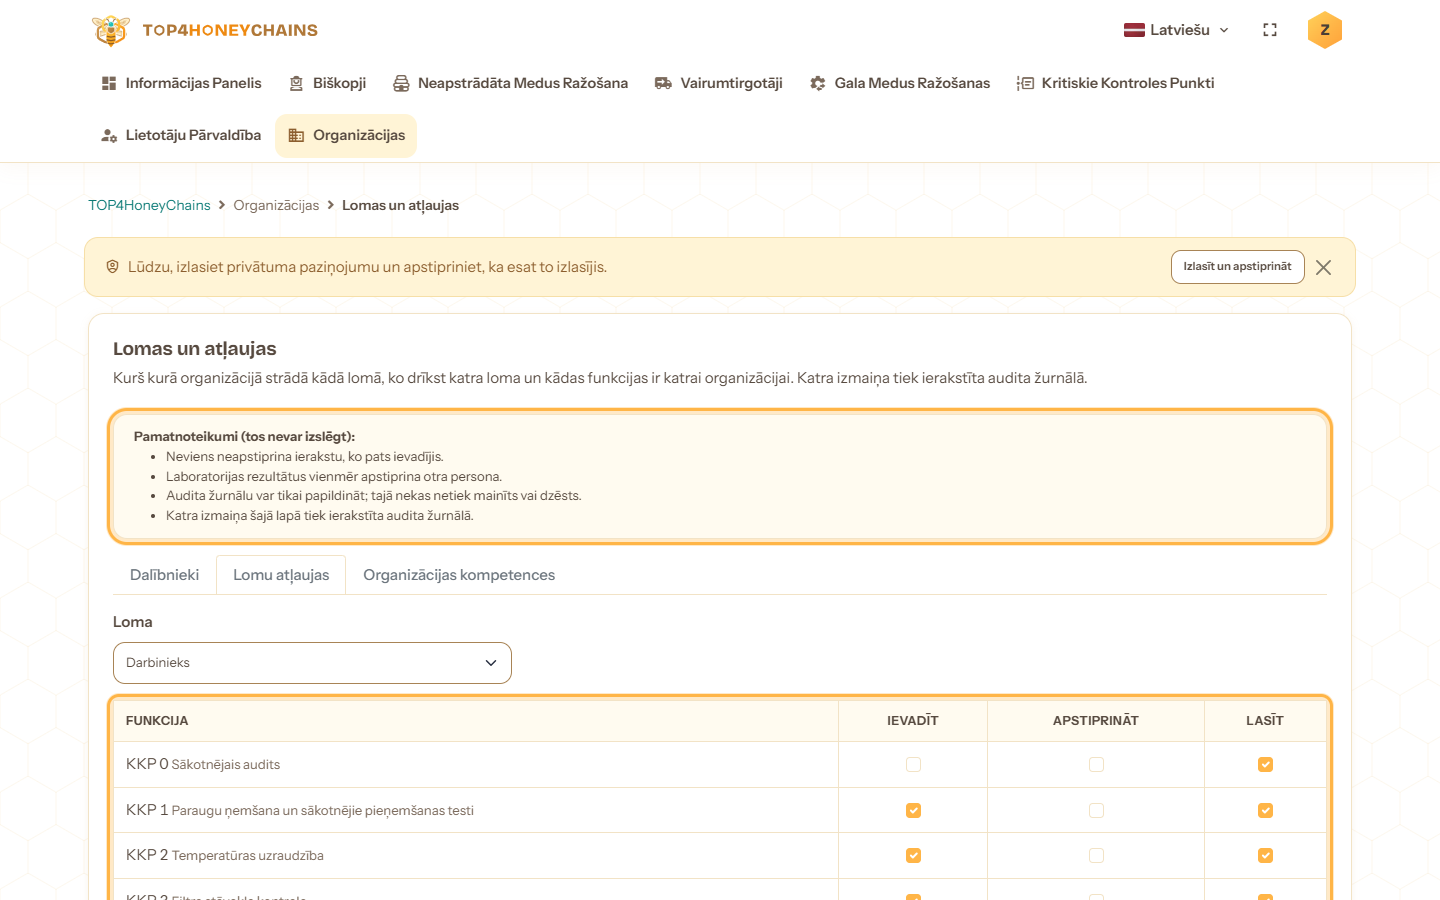 TOP4HONEYCHAINS
Latviešu
Z
Informācijas Panelis
Biškopji
Neapstrādāta Medus Ražošana
Vairumtirgotāji
Gala Medus Ražošanas
Kritiskie Kontroles Punkti
Lietotāju Pārvaldība
Organizācijas
TOP4HoneyChains > Organizācijas > Lomas un atļaujas
Lūdzu, izlasiet privātuma paziņojumu un apstipriniet, ka esat to izlasījis.
Izlasīt un apstiprināt
Lomas un atļaujas
Kurš kurā organizācijā strādā kādā lomā, ko drīkst katra loma un kādas funkcijas ir katrai organizācijai. Katra izmaiņa tiek ierakstīta audita žurnālā.
Pamatnoteikumi (tos nevar izslēgt):
• Neviens neapstiprina ierakstu, ko pats ievadījis.
• Laboratorijas rezultātus vienmēr apstiprina otra persona.
• Audita žurnālu var tikai papildināt; tajā nekas netiek mainīts vai dzēsts.
• Katra izmaiņa šajā lapā tiek ierakstīta audita žurnālā.
Dalībnieki
Lomu atļaujas
Organizācijas kompetences
Loma
Darbinieks
FUNKCIJA IEVADĪT APSTIPRINĀT LASĪT
KKP 0 Sākotnējais audits
KKP 1 Paraugu ņemšana un sākotnējie pieņemšanas testi
KKP 2 Temperatūras uzraudzība